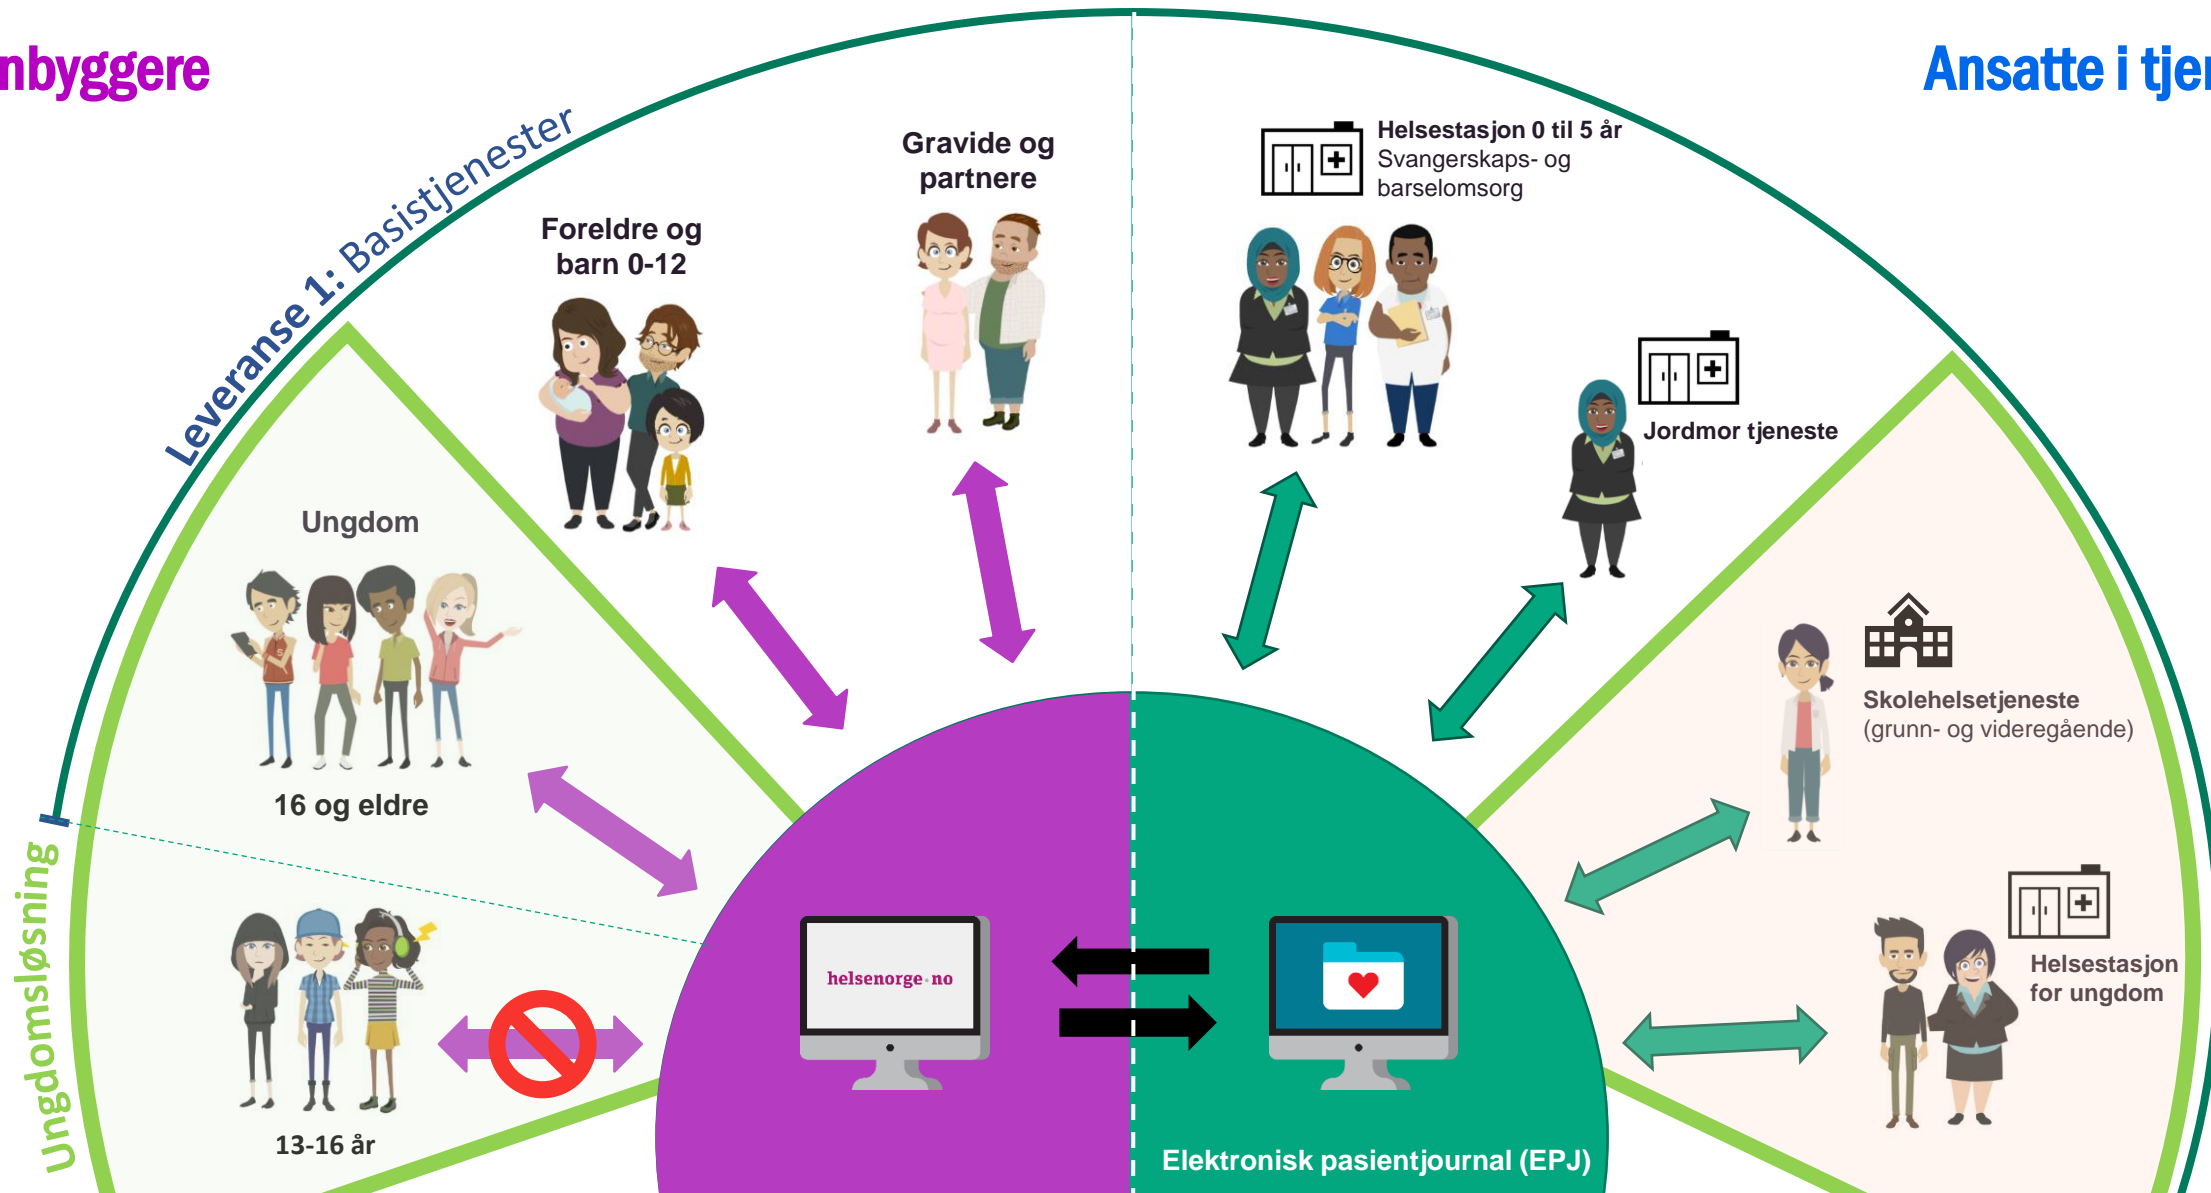 nbyggere
Ansatte i tjen
Leveranse 1: Basistjenester
Gravide og
partnere
Helsestasjon 0 til 5 år
Svangerskaps- og
barselomsorg
Foreldre og
barn 0-12
Jordmor tjeneste
Ungdom
16 og eldre
Skolehelsetjeneste
(grunn- og videregående)
Ungdomsløsning
helsenorge.no
Helsestasjon
for ungdom
13-16 år
Elektronisk pasientjournal (EPJ)